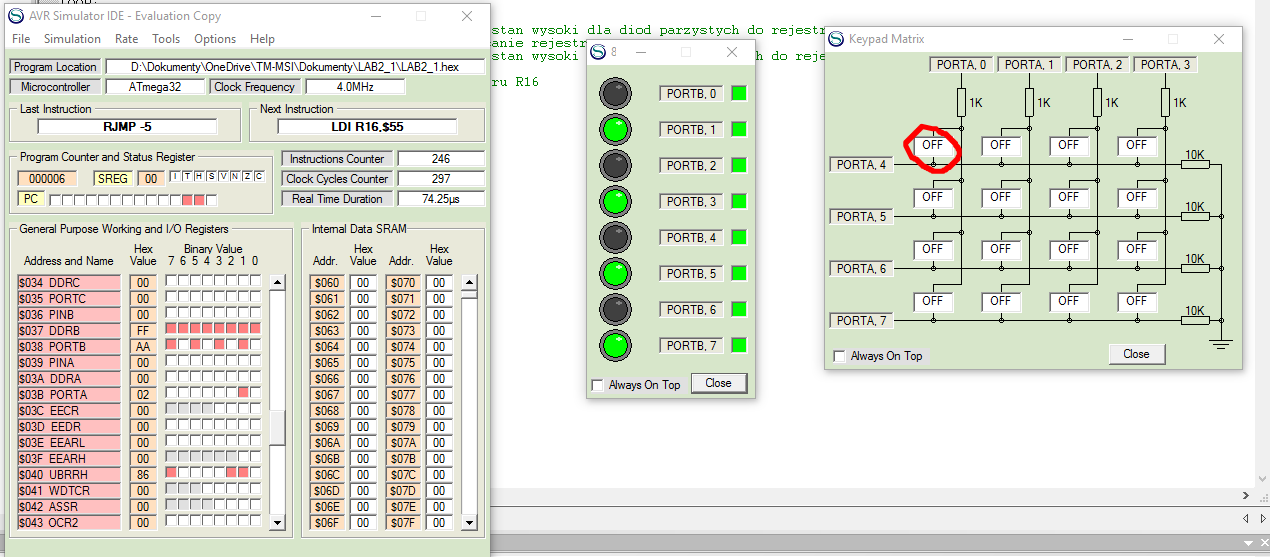 LOOP:
AVR Simulator IDE - Evaluation Copy
File Simulation Rate Tools Options Help
Program Location D:\Dokumenty\OneDrive\TM-MSI\Dokumenty\LAB2_1\LAB2_1.hex
Microcontroller ATmega32 Clock Frequency 4.0MHz
Last Instruction Next Instruction
RJMP -5 LDI R16,$55
Program Counter and Status Register
000006 SREG 00 I T H S V N Z C
PC
Instructions Counter 246
Clock Cycles Counter 297
Real Time Duration 74.25µs
General Purpose Working and I/O Registers
Hex Binary Value
Address and Name Value 7 6 5 4 3 2 1 0
$034 DDRC 00
$035 PORTC 00
$036 PINB 00
$037 DDRB FF
$038 PORTB AA
$039 PINA 00
$03A DDRA 00
$03B PORTA 02
$03C EECR 00
$03D EEDR 00
$03E EEARL 00
$03F EEARH 00
$040 UBRRH 86
$041 WDTCR 00
$042 ASSR 00
$043 OCR2 00
Internal Data SRAM
Hex Hex
Addr. Value Addr. Value
$060 00 $070 00
$061 00 $071 00
$062 00 $072 00
$063 00 $073 00
$064 00 $074 00
$065 00 $075 00
$066 00 $076 00
$067 00 $077 00
$068 00 $078 00
$069 00 $079 00
$06A 00 $07A 00
$06B 00 $07B 00
$06C 00 $07C 00
$06D 00 $07D 00
$06E 00 $07E 00
$06F 00 $07F 00
stan wysoki dla diod parzystych do rejestr
anie rejestr
stan wysoki
ch do reje
ru R16
8
PORTB, 0
PORTB, 1
PORTB, 2
PORTB, 3
PORTB, 4
PORTB, 5
PORTB, 6
PORTB, 7
Always On Top Close
Keypad Matrix
PORTA, 0 PORTA, 1 PORTA, 2 PORTA, 3
1K 1K 1K 1K
OFF OFF OFF OFF
PORTA, 4 10K
OFF OFF OFF OFF
PORTA, 5 10K
OFF OFF OFF OFF
PORTA, 6 10K
OFF OFF OFF OFF
PORTA, 7 10K
Always On Top Close